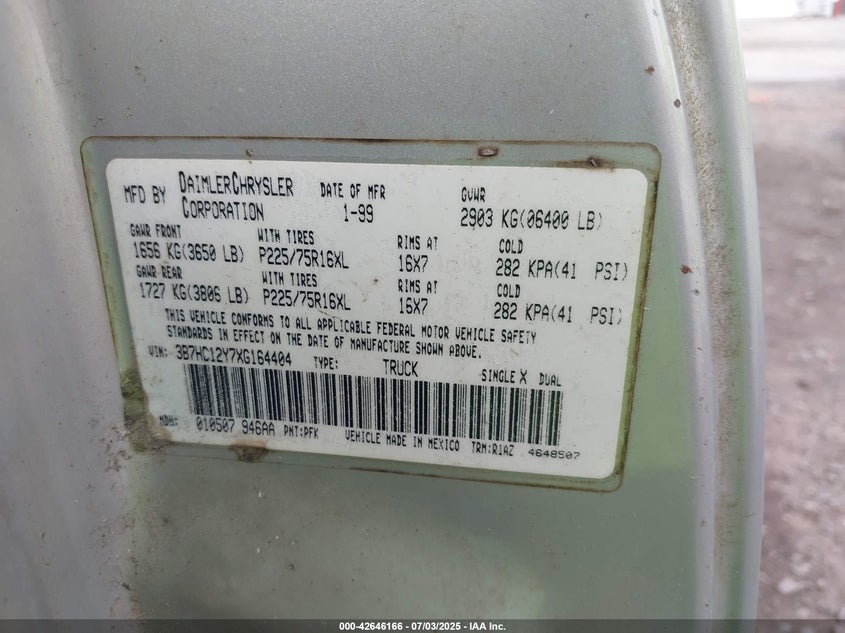 MFD BY DAIMLERCHRYSLER CORPORATION DATE OF MFR 1-99 GVWR 2903 KG(06400 LB)
GAWR FRONT WITH TIRES RIMS AT COLD
1656 KG(3650 LB) P225/75R16XL 16X7 282 KPA(41 PSI)
GAWR REAR WITH TIRES RIMS AT COLD
1727 KG(3806 LB) P225/75R16XL 16X7 282 KPA(41 PSI)
THIS VEHICLE CONFORMS TO ALL APPLICABLE FEDERAL MOTOR VEHICLE SAFETY
STANDARDS IN EFFECT ON THE DATE OF MANUFACTURE SHOWN ABOVE.
VIN: 3B7HC12Y7XG164404 TYPE: TRUCK SINGLE X DUAL
MDH: 010507 946AA PNT:PFK VEHICLE MADE IN MEXICO TRM:R1AZ 4648507
000-42646166 - 07/03/2025 - IAA Inc.